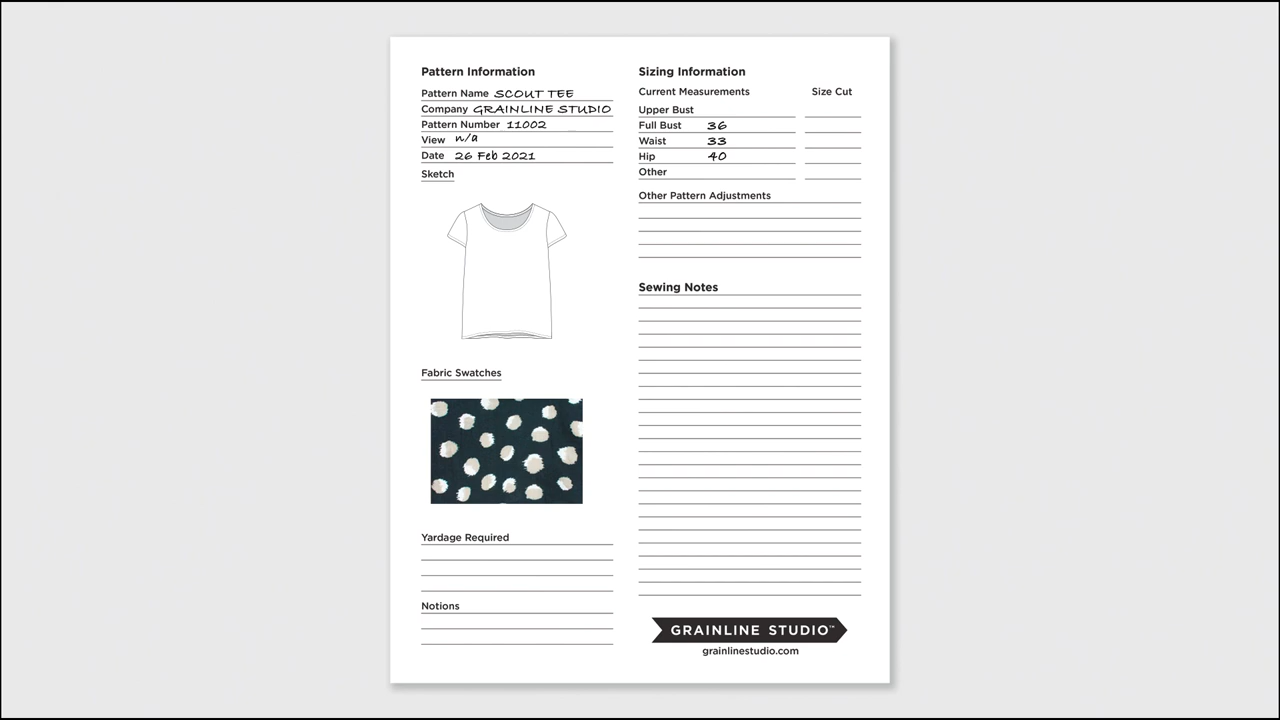 Pattern Information
Pattern Name SCOUT TEE
Company GRAINLINE STUDIO
Pattern Number 11002
View n/a
Date 26 Feb 2021
Sketch
Fabric Swatches
Yardage Required
Notions
Sizing Information
Current Measurements Size Cut
Upper Bust
Full Bust 36
Waist 33
Hip 40
Other
Other Pattern Adjustments
Sewing Notes
GRAINLINE STUDIO™
grainlinestudio.com